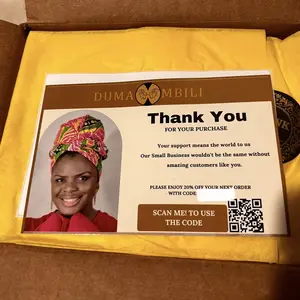 DUMA MBILI
Thank You
FOR YOUR PURCHASE
Your support means the world to us
Our Small Business wouldn't be the same without
amazing customers like you.
PLEASE ENJOY 20% OFF YOUR NEXT ORDER
WITH CODE
SCAN ME! TO USE
THE CODE